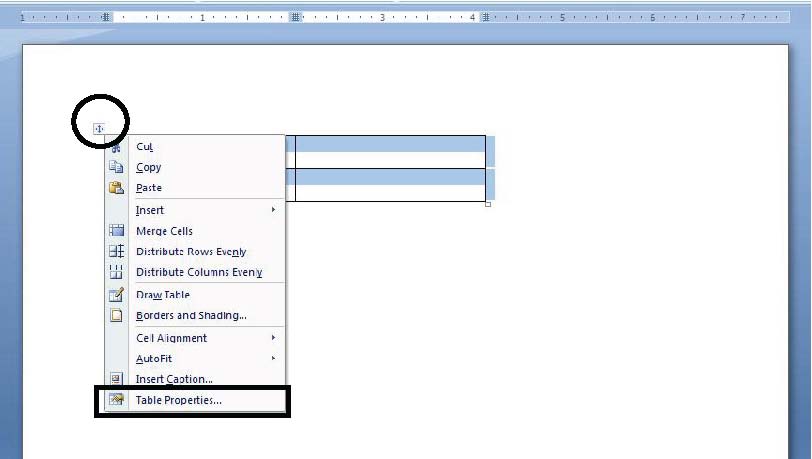 1 1 2 3 4 5 6 7
Cut
Copy
Paste
Insert
Merge Cells
Distribute Rows Evenly
Distribute Columns Evenly
Draw Table
Borders and Shading...
Cell Alignment
AutoFit
Insert Caption...
Table Properties...